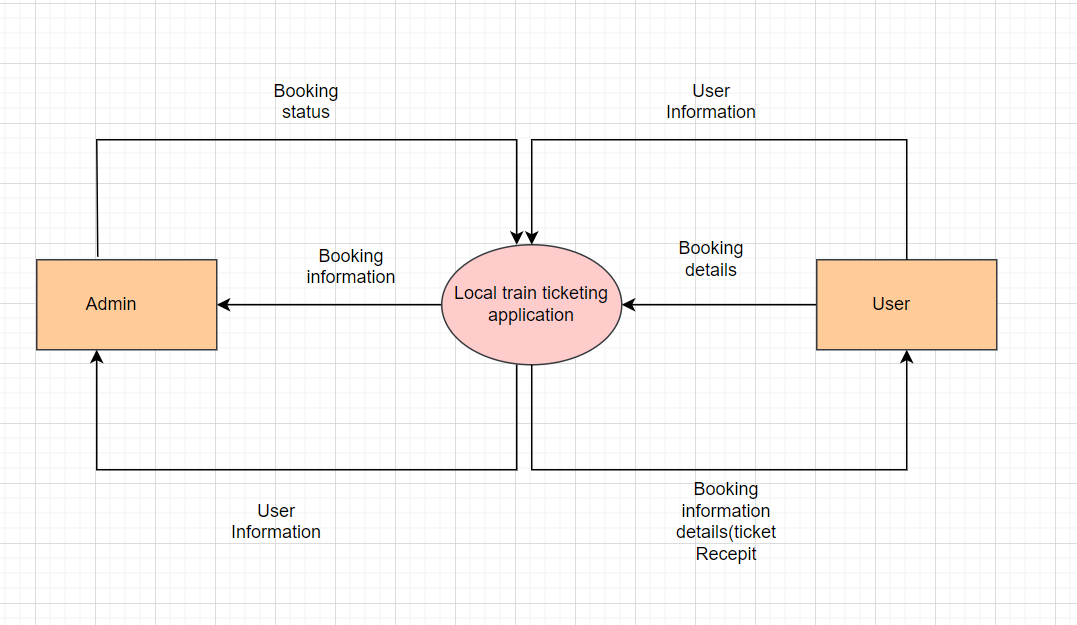 Booking
status
User
Information
Booking
information
Booking
details
Admin
Local train ticketing
application
User
User
Information
Booking
information
details(ticket
Recepit